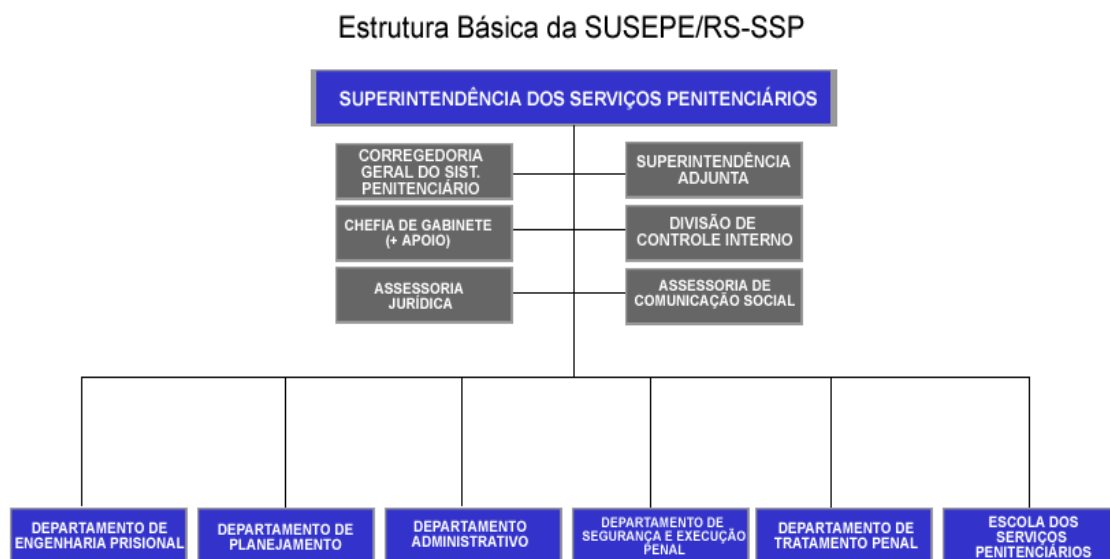 Estrutura Básica da SUSEPE/RS-SSP
SUPERINTENDÊNCIA DOS SERVIÇOS PENITENCIÁRIOS
CORREGEDORIA
GERAL DO SIST.
PENITENCIÁRIO
SUPERINTENDÊNCIA
ADJUNTA
CHEFIA DE GABINETE
(+ APOIO)
DIVISÃO DE
CONTROLE INTERNO
ASSESSORIA
JURÍDICA
ASSESSORIA DE
COMUNICAÇÃO SOCIAL
DEPARTAMENTO DE
ENGENHARIA PRISIONAL
DEPARTAMENTO DE
PLANEJAMENTO
DEPARTAMENTO
ADMINISTRATIVO
DEPARTAMENTO DE
SEGURANÇA E EXECUÇÃO
PENAL
DEPARTAMENTO DE
TRATAMENTO PENAL
ESCOLA DOS
SERVIÇOS
PENITENCIÁRIOS